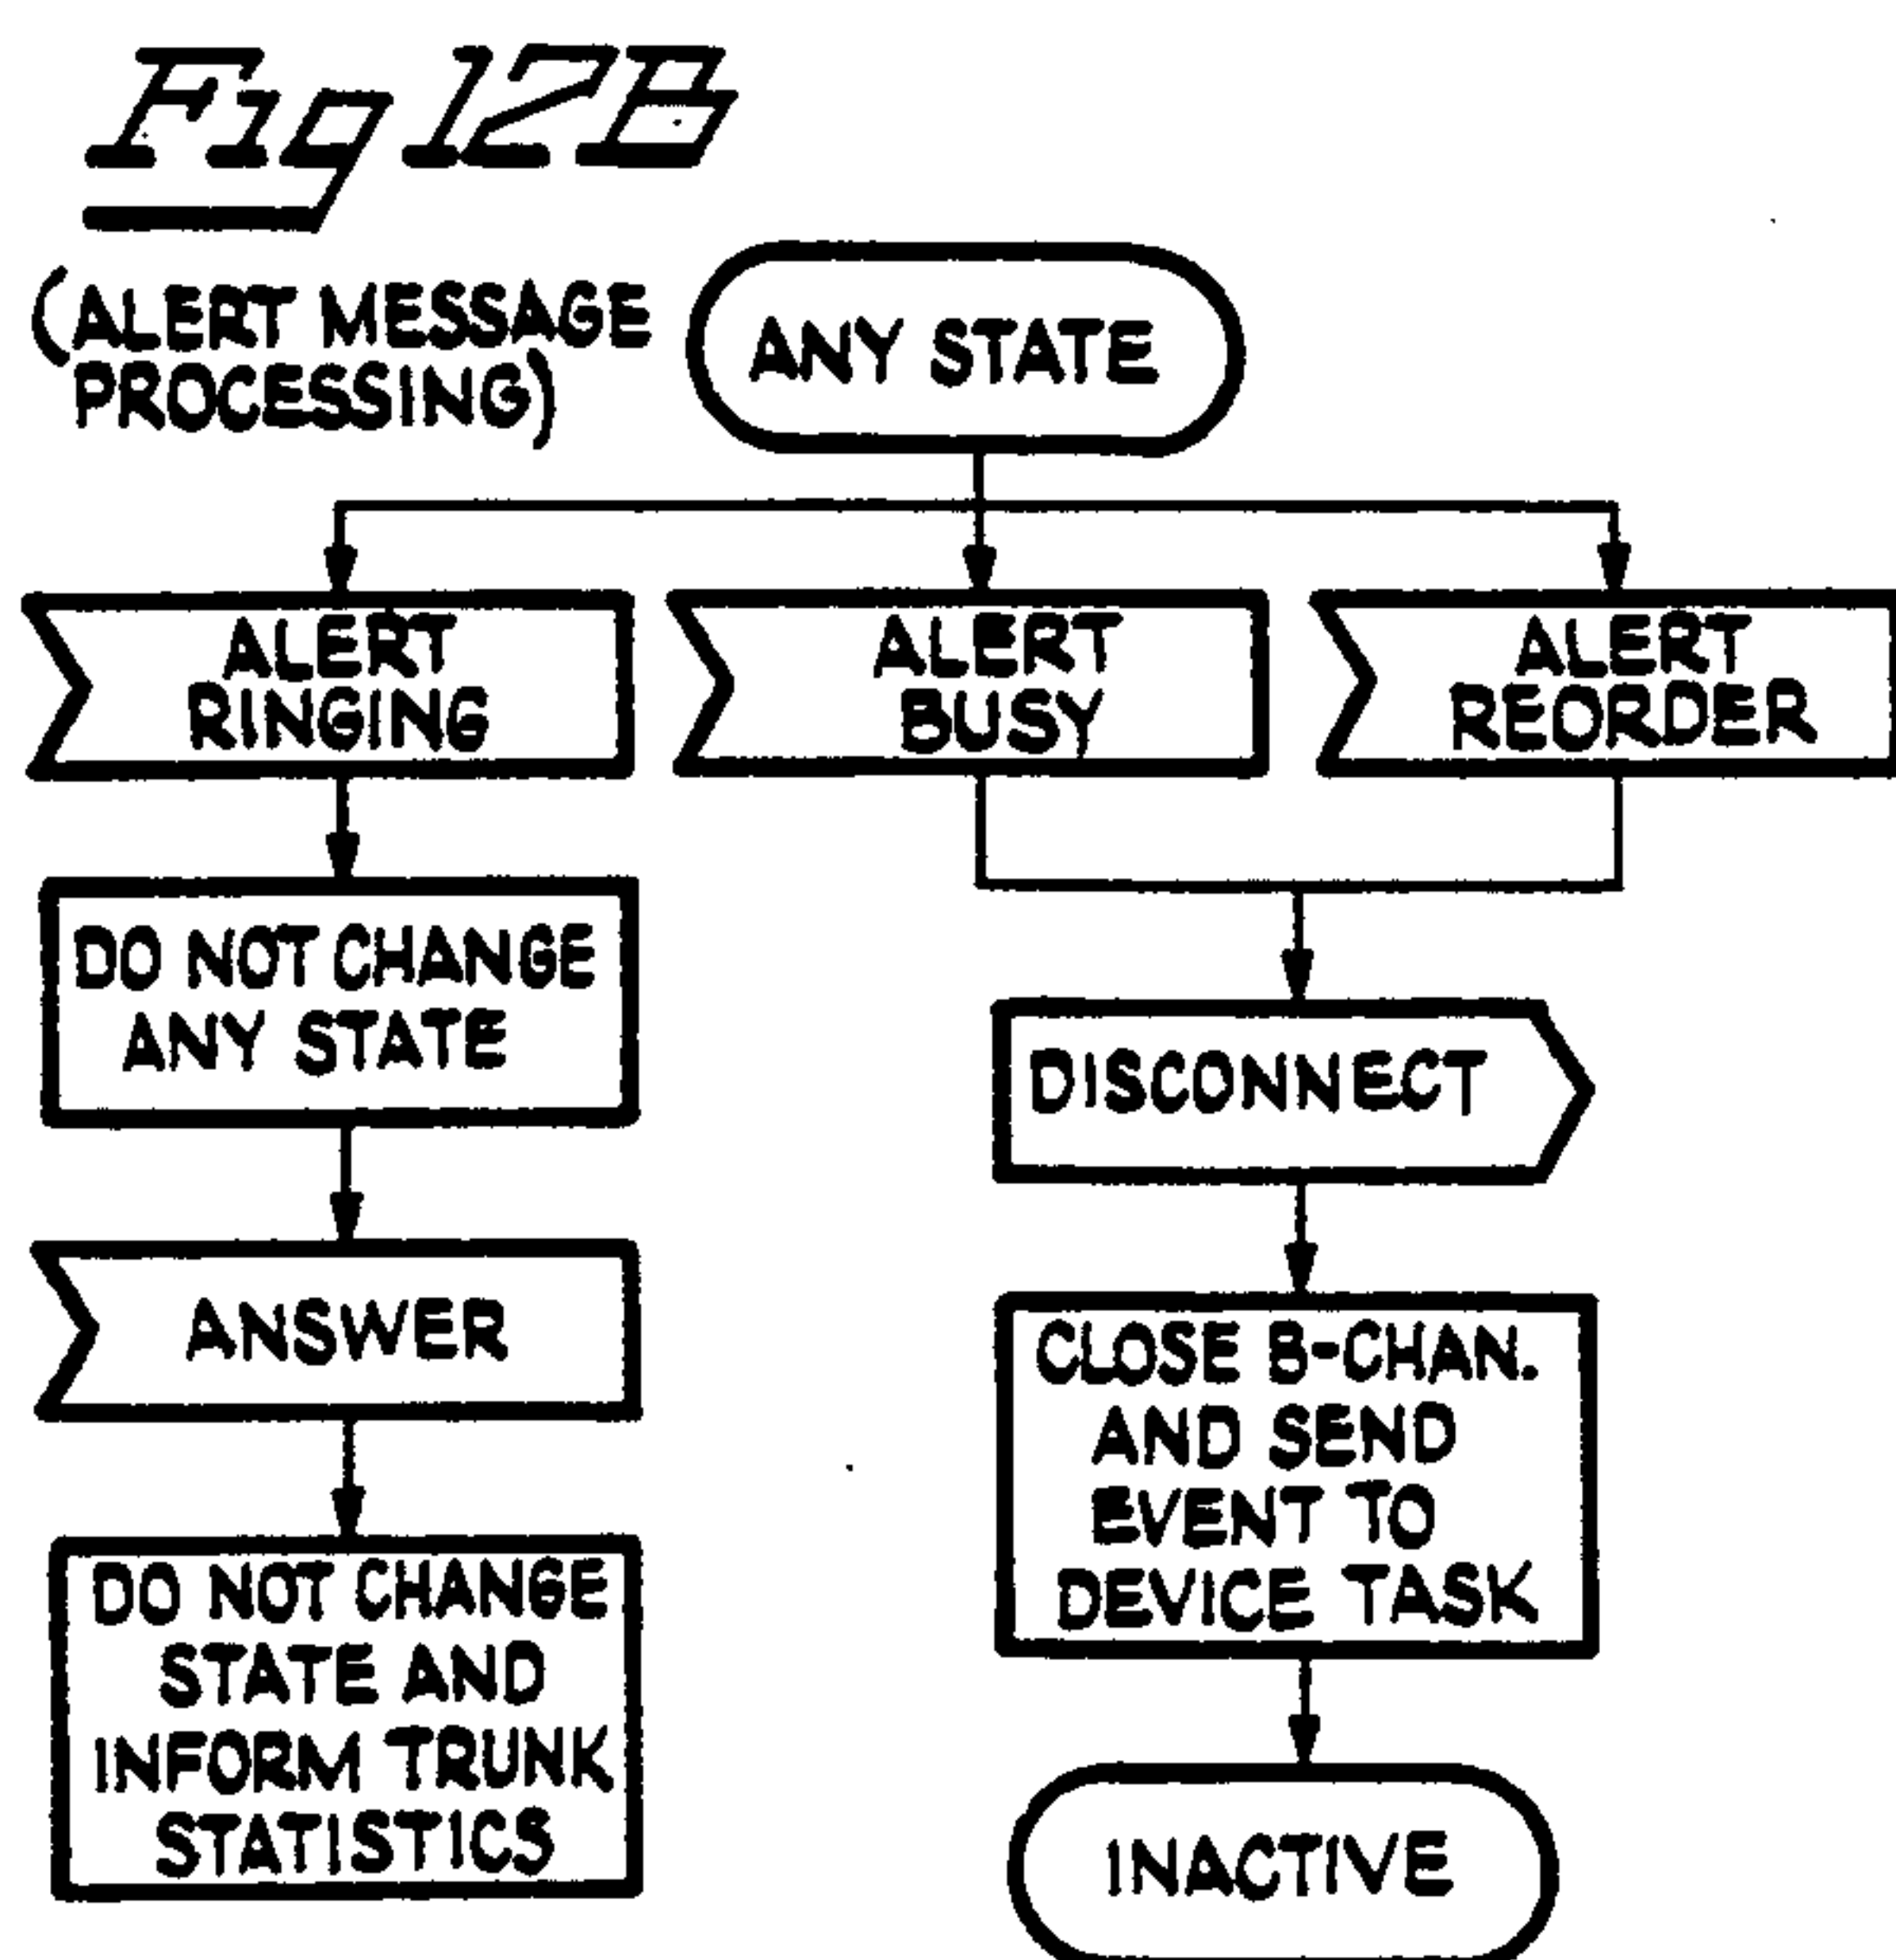 Fig 12B
(ALERT MESSAGE
PROCESSING)
ANY STATE
ALERT
RINGING
ALERT
BUSY
ALERT
REORDER
DO NOT CHANGE
ANY STATE
ANSWER
DO NOT CHANGE
STATE AND
INFORM TRUNK
STATISTICS
DISCONNECT
CLOSE B-CHAN.
AND SEND
EVENT TO
DEVICE TASK
INACTIVE